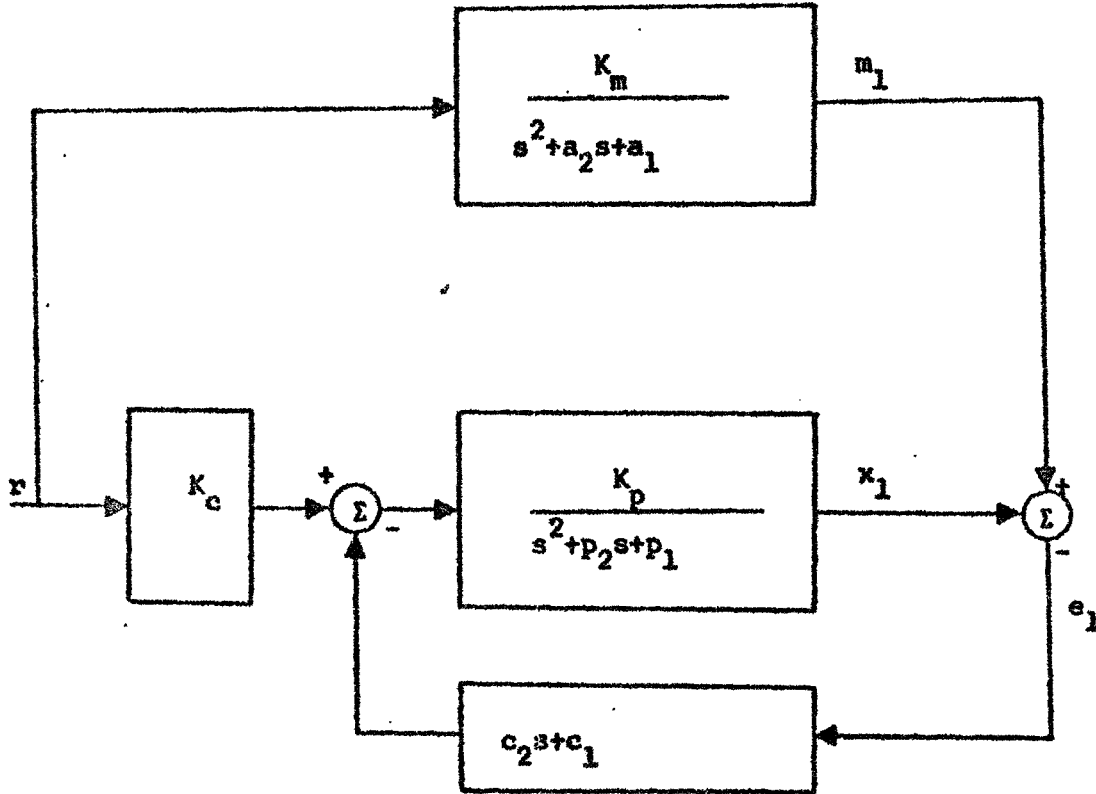 K_m
m_1
s^2+a_2s+a_1
r
K_c
+
Σ
-
K_p
s^2+p_2s+p_1
x_1
+
Σ
-
e_1
c_2s+c_1